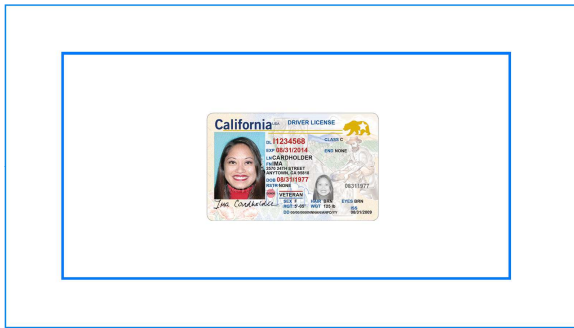 California USA DRIVER LICENSE
DL I1234568 CLASS C
EXP 08/31/2014 END NONE
LN CARDHOLDER
FN IMA
2570 24TH STREET
ANYTOWN, CA 95818
DOB 08/31/1977
RSTR NONE 08311977
VETERAN
SEX F HAIR BRN EYES BRN
HGT 5'-05" WGT 125 lb ISS
DD 08/31/2009
Ima Cardholder